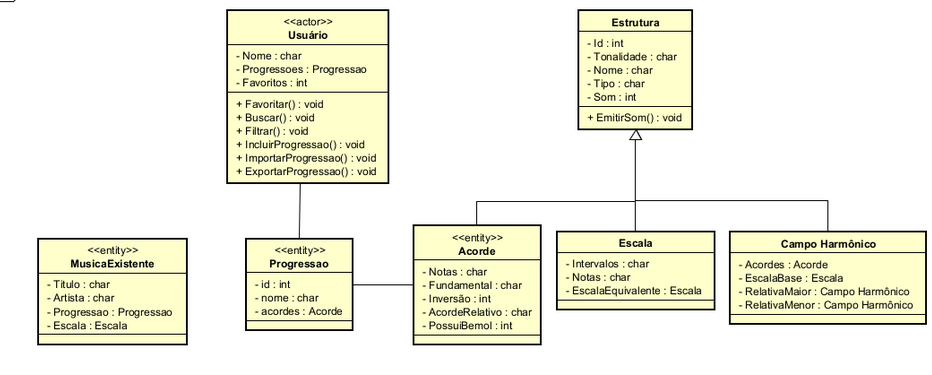 <<actor>>
Usuário
- Nome : char
- Progressoes : Progressao
- Favoritos : int
+ Favoritar() : void
+ Buscar() : void
+ Filtrar() : void
+ IncluirProgressao() : void
+ ImportarProgressao() : void
+ ExportarProgressao() : void
Estrutura
- Id : int
- Tonalidade : char
- Nome : char
- Tipo : char
- Som : int
+ EmitirSom() : void
<<entity>>
MusicaExistente
- Titulo : char
- Artista : char
- Progressao : Progressao
- Escala : Escala
<<entity>>
Progressao
- id : int
- nome : char
- acordes : Acorde
<<entity>>
Acorde
- Notas : char
- Fundamental : char
- Inversão : int
- AcordeRelativo : char
- PossuiBemol : int
Escala
- Intervalos : char
- Notas : char
- EscalaEquivalente : Escala
Campo Harmônico
- Acordes : Acorde
- EscalaBase : Escala
- RelativaMaior : Campo Harmônico
- RelativaMenor : Campo Harmônico